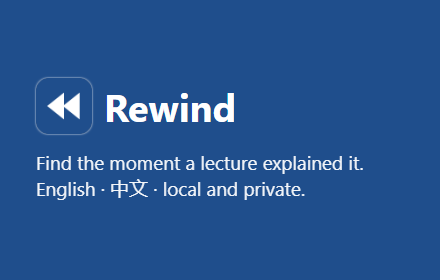 Rewind
Find the moment a lecture explained it.
English · 中文 · local and private.